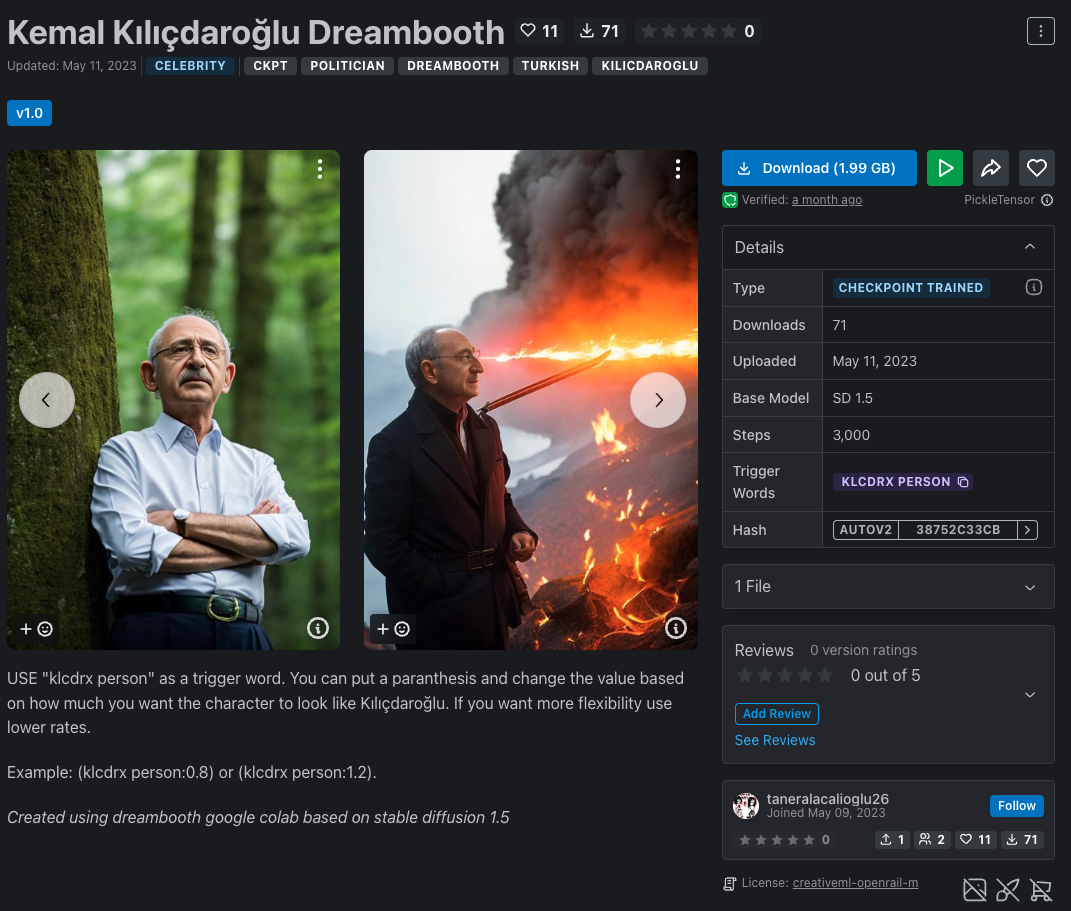 Kemal Kılıçdaroğlu Dreambooth 11 71 0
Updated: May 11, 2023 CELEBRITY CKPT POLITICIAN DREAMBOOTH TURKISH KILICDAROGLU
v1.0
Download (1.99 GB)
Verified: a month ago PickleTensor
Details
Type CHECKPOINT TRAINED
Downloads 71
Uploaded May 11, 2023
Base Model SD 1.5
Steps 3,000
Trigger Words KLCDRX PERSON
Hash AUTOV2 38752C33CB
1 File
Reviews 0 version ratings
0 out of 5
Add Review
See Reviews
taneralacalioglu26
Joined May 09, 2023
Follow
0 1 2 11 71
License: creativeml-openrail-m
USE "klcdrx person" as a trigger word. You can put a paranthesis and change the value based
on how much you want the character to look like Kılıçdaroğlu. If you want more flexibility use
lower rates.
Example: (klcdrx person:0.8) or (klcdrx person:1.2).
Created using dreambooth google colab based on stable diffusion 1.5